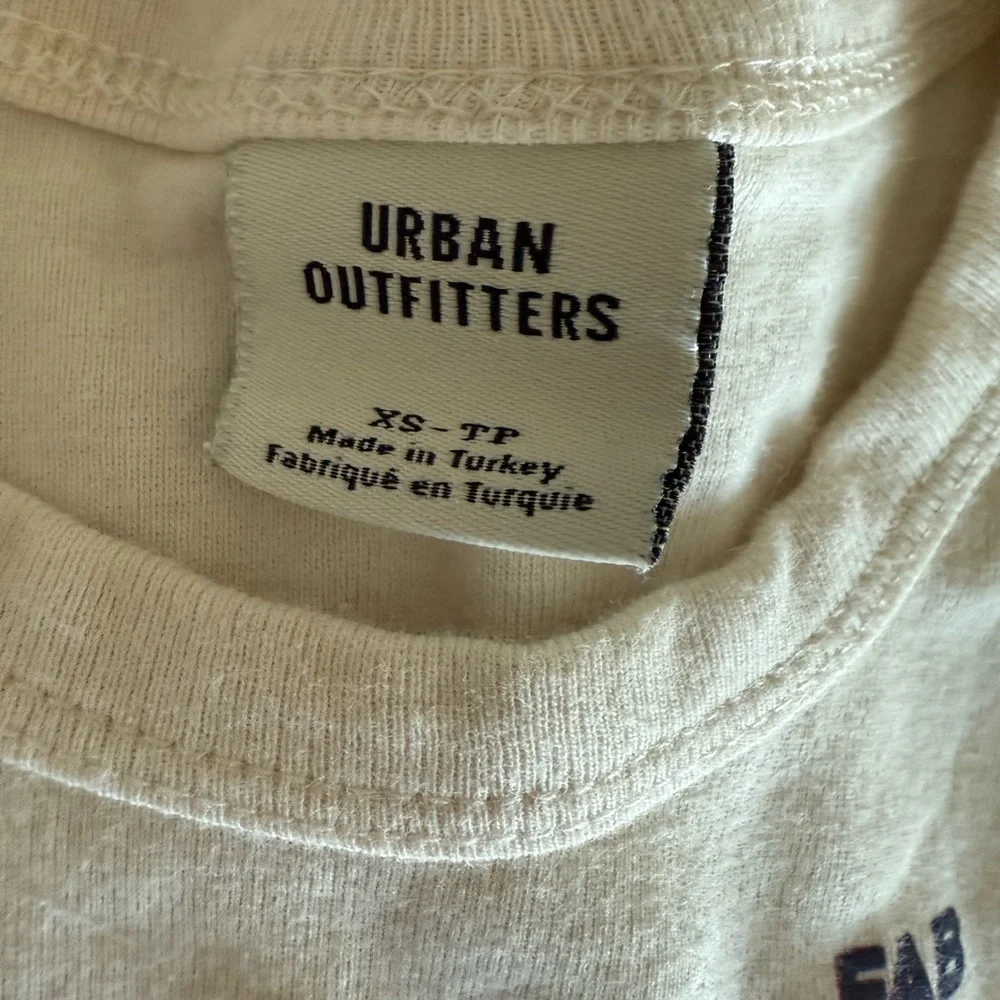 URBAN
OUTFITTERS
XS-TP
Made in Turkey
Fabriqué en Turquie